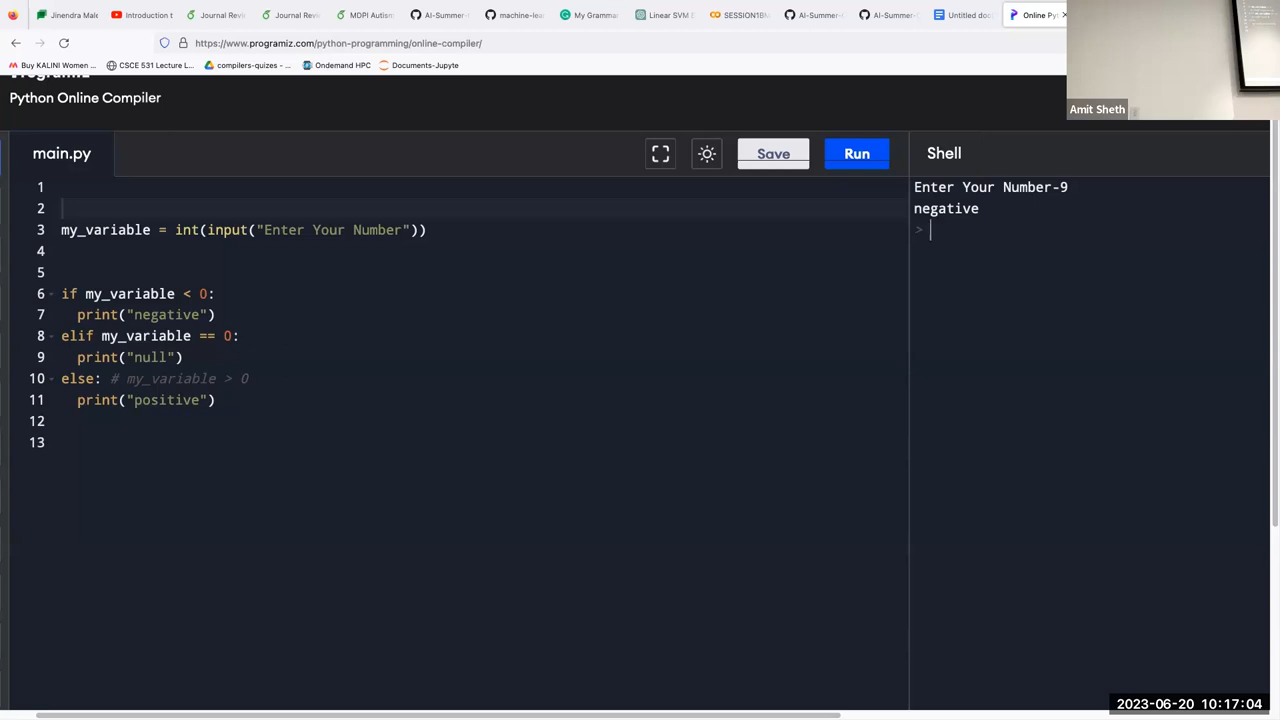 Jinendra Male
Introduction t
Journal Revi
Journal Revi
MDPI Autism
AI-Summer-
machine-lea
My Gramma
Linear SVM E
SESSION1BM
AI-Summer-
AI-Summer-
Untitled do
Online Py
https://www.programiz.com/python-programming/online-compiler/
Buy KALINI Women ...
CSCE 531 Lecture L...
compilers-quizes – ...
Ondemand HPC
Documents-Jupyte
Programiz
Python Online Compiler
Amit Sheth
main.py
Save
Run
Shell
1
2
3 my_variable = int(input("Enter Your Number"))
4
5
6 if my_variable < 0:
7 print("negative")
8 elif my_variable == 0:
9 print("null")
10 else: # my_variable > 0
11 print("positive")
12
13
Enter Your Number-9
negative
>
2023-06-20 10:17:04